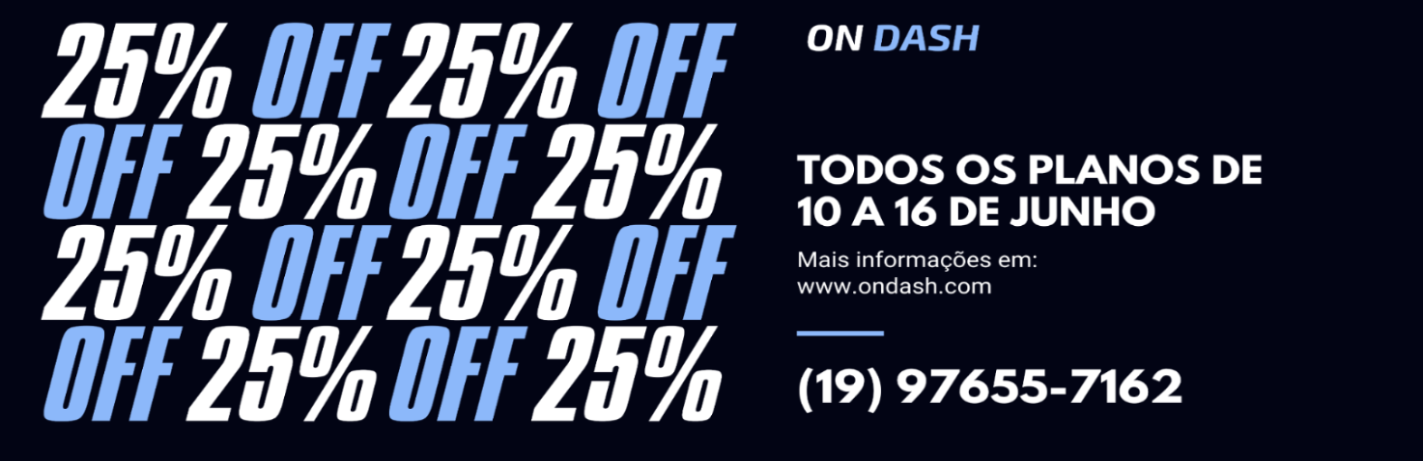 25% OFF 25% OFF
OFF 25% OFF 25%
25% OFF 25% OFF
OFF 25% OFF 25%
ON DASH
TODOS OS PLANOS DE
10 A 16 DE JUNHO
Mais informações em:
www.ondash.com
(19) 97655-7162